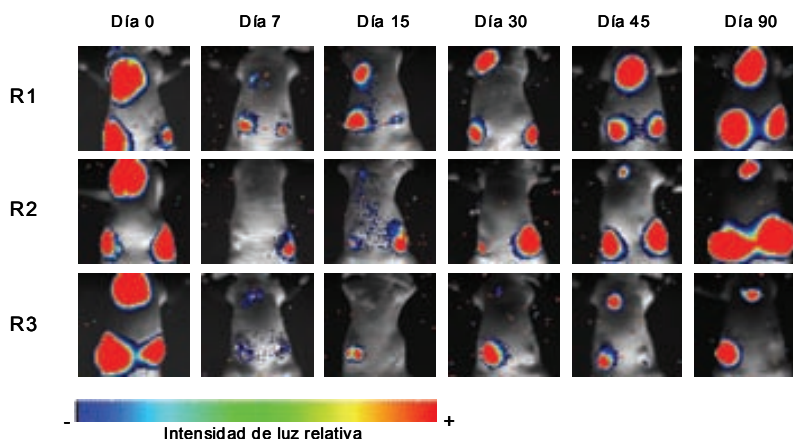 Día 0 Día 7 Día 15 Día 30 Día 45 Día 90
R1
R2
R3
- +
Intensidad de luz relativa